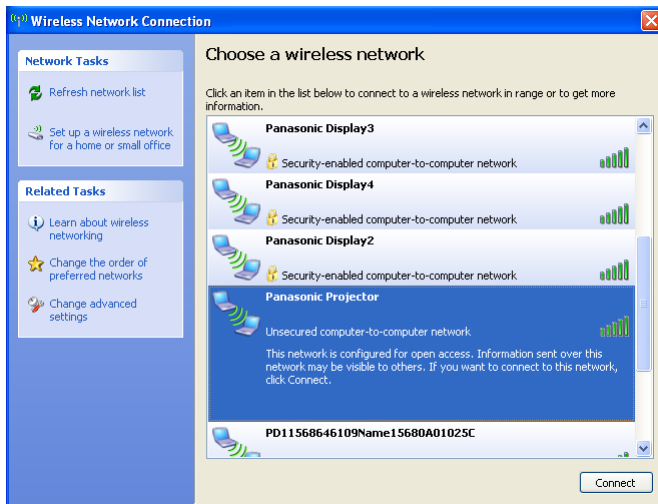 Wireless Network Connection
Network Tasks
Refresh network list
Set up a wireless network
for a home or small office
Related Tasks
Learn about wireless
networking
Change the order of
preferred networks
Change advanced
settings
Choose a wireless network
Click an item in the list below to connect to a wireless network in range or to get more
information.
Panasonic Display3
Security-enabled computer-to-computer network
Panasonic Display4
Security-enabled computer-to-computer network
Panasonic Display2
Security-enabled computer-to-computer network
Panasonic Projector
Unsecured computer-to-computer network
This network is configured for open access. Information sent over this
network may be visible to others. If you want to connect to this network,
click Connect.
PD11568646109Name15680A01025C
Connect